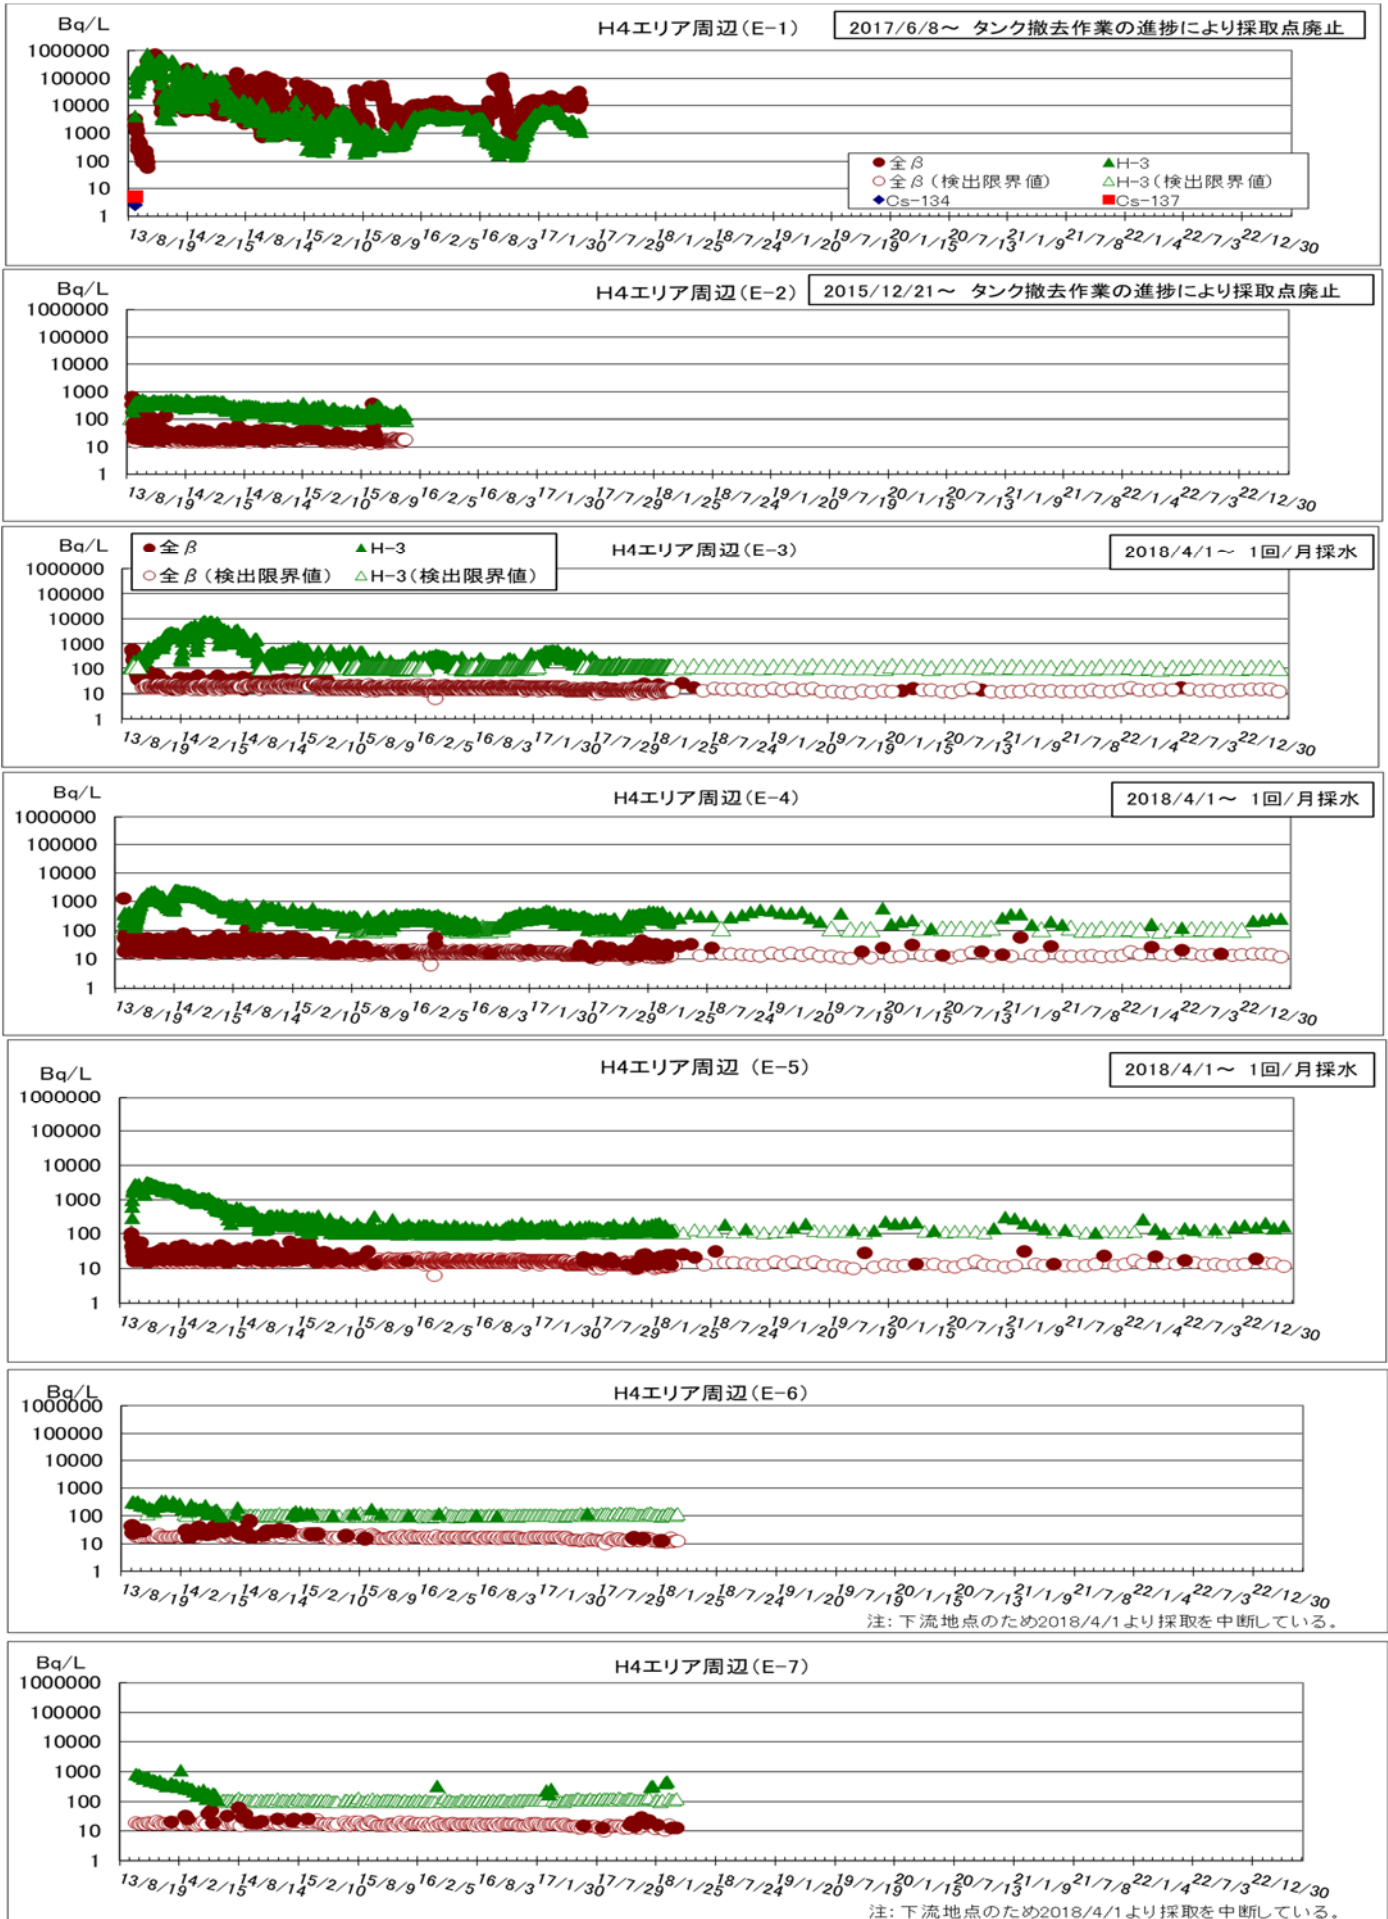 Bq/L
H4エリア周辺(E-1)
2017/6/8～ タンク撤去作業の進捗により採取点廃止
1000000
100000
10000
1000
100
10
1
●全β ▲H-3
○全β(検出限界値) △H-3(検出限界値)
◆Cs-134 ■Cs-137
13/8/19 14/2/15 14/8/14 15/2/10 15/8/9 16/2/5 16/8/3 17/1/30 17/7/29 18/1/25 18/7/24 19/1/20 19/7/19 20/1/15 20/7/13 21/1/9 21/7/8 22/1/4 22/7/3 22/12/30
Bq/L
H4エリア周辺(E-2)
2015/12/21～ タンク撤去作業の進捗により採取点廃止
1000000
100000
10000
1000
100
10
1
13/8/19 14/2/15 14/8/14 15/2/10 15/8/9 16/2/5 16/8/3 17/1/30 17/7/29 18/1/25 18/7/24 19/1/20 19/7/19 20/1/15 20/7/13 21/1/9 21/7/8 22/1/4 22/7/3 22/12/30
Bq/L
●全β ▲H-3
○全β(検出限界値) △H-3(検出限界値)
H4エリア周辺(E-3)
2018/4/1～ 1回/月採水
1000000
100000
10000
1000
100
10
1
13/8/19 14/2/15 14/8/14 15/2/10 15/8/9 16/2/5 16/8/3 17/1/30 17/7/29 18/1/25 18/7/24 19/1/20 19/7/19 20/1/15 20/7/13 21/1/9 21/7/8 22/1/4 22/7/3 22/12/30
Bq/L
H4エリア周辺(E-4)
2018/4/1～ 1回/月採水
1000000
100000
10000
1000
100
10
1
13/8/19 14/2/15 14/8/14 15/2/10 15/8/9 16/2/5 16/8/3 17/1/30 17/7/29 18/1/25 18/7/24 19/1/20 19/7/19 20/1/15 20/7/13 21/1/9 21/7/8 22/1/4 22/7/3 22/12/30
Bq/L
H4エリア周辺 (E-5)
2018/4/1～ 1回/月採水
1000000
100000
10000
1000
100
10
1
13/8/19 14/2/15 14/8/14 15/2/10 15/8/9 16/2/5 16/8/3 17/1/30 17/7/29 18/1/25 18/7/24 19/1/20 19/7/19 20/1/15 20/7/13 21/1/9 21/7/8 22/1/4 22/7/3 22/12/30
Bq/L
H4エリア周辺(E-6)
1000000
100000
10000
1000
100
10
1
13/8/19 14/2/15 14/8/14 15/2/10 15/8/9 16/2/5 16/8/3 17/1/30 17/7/29 18/1/25 18/7/24 19/1/20 19/7/19 20/1/15 20/7/13 21/1/9 21/7/8 22/1/4 22/7/3 22/12/30
注: 下流地点のため2018/4/1より採取を中断している。
Bq/L
H4エリア周辺(E-7)
1000000
100000
10000
1000
100
10
1
13/8/19 14/2/15 14/8/14 15/2/10 15/8/9 16/2/5 16/8/3 17/1/30 17/7/29 18/1/25 18/7/24 19/1/20 19/7/19 20/1/15 20/7/13 21/1/9 21/7/8 22/1/4 22/7/3 22/12/30
注: 下流地点のため2018/4/1より採取を中断している。